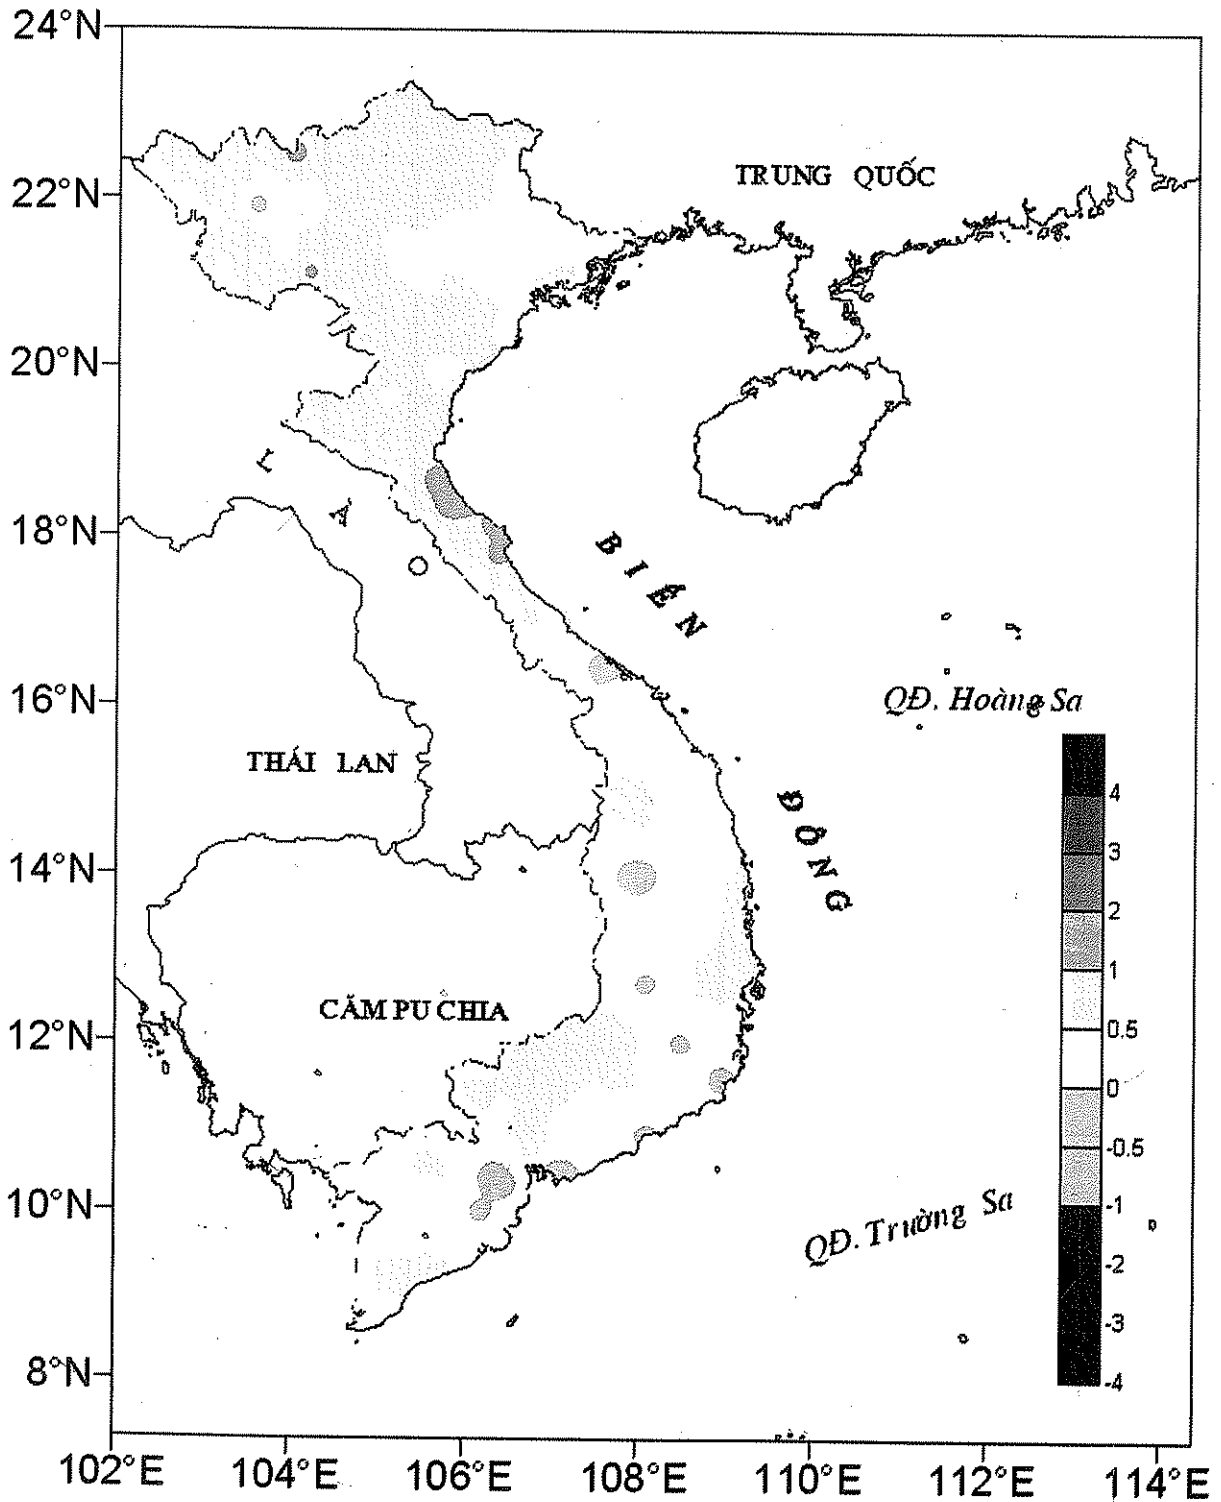 24°N
22°N
20°N
18°N
16°N
14°N
12°N
10°N
8°N
TRUNG QUỐC
L
A
O
BIỂN
ĐÔNG
QĐ. Hoàng Sa
THÁI LAN
CĂM PU CHIA
QĐ. Trường Sa
4
3
2
1
0.5
0
-0.5
-1
-2
-3
-4
102°E 104°E 106°E 108°E 110°E 112°E 114°E